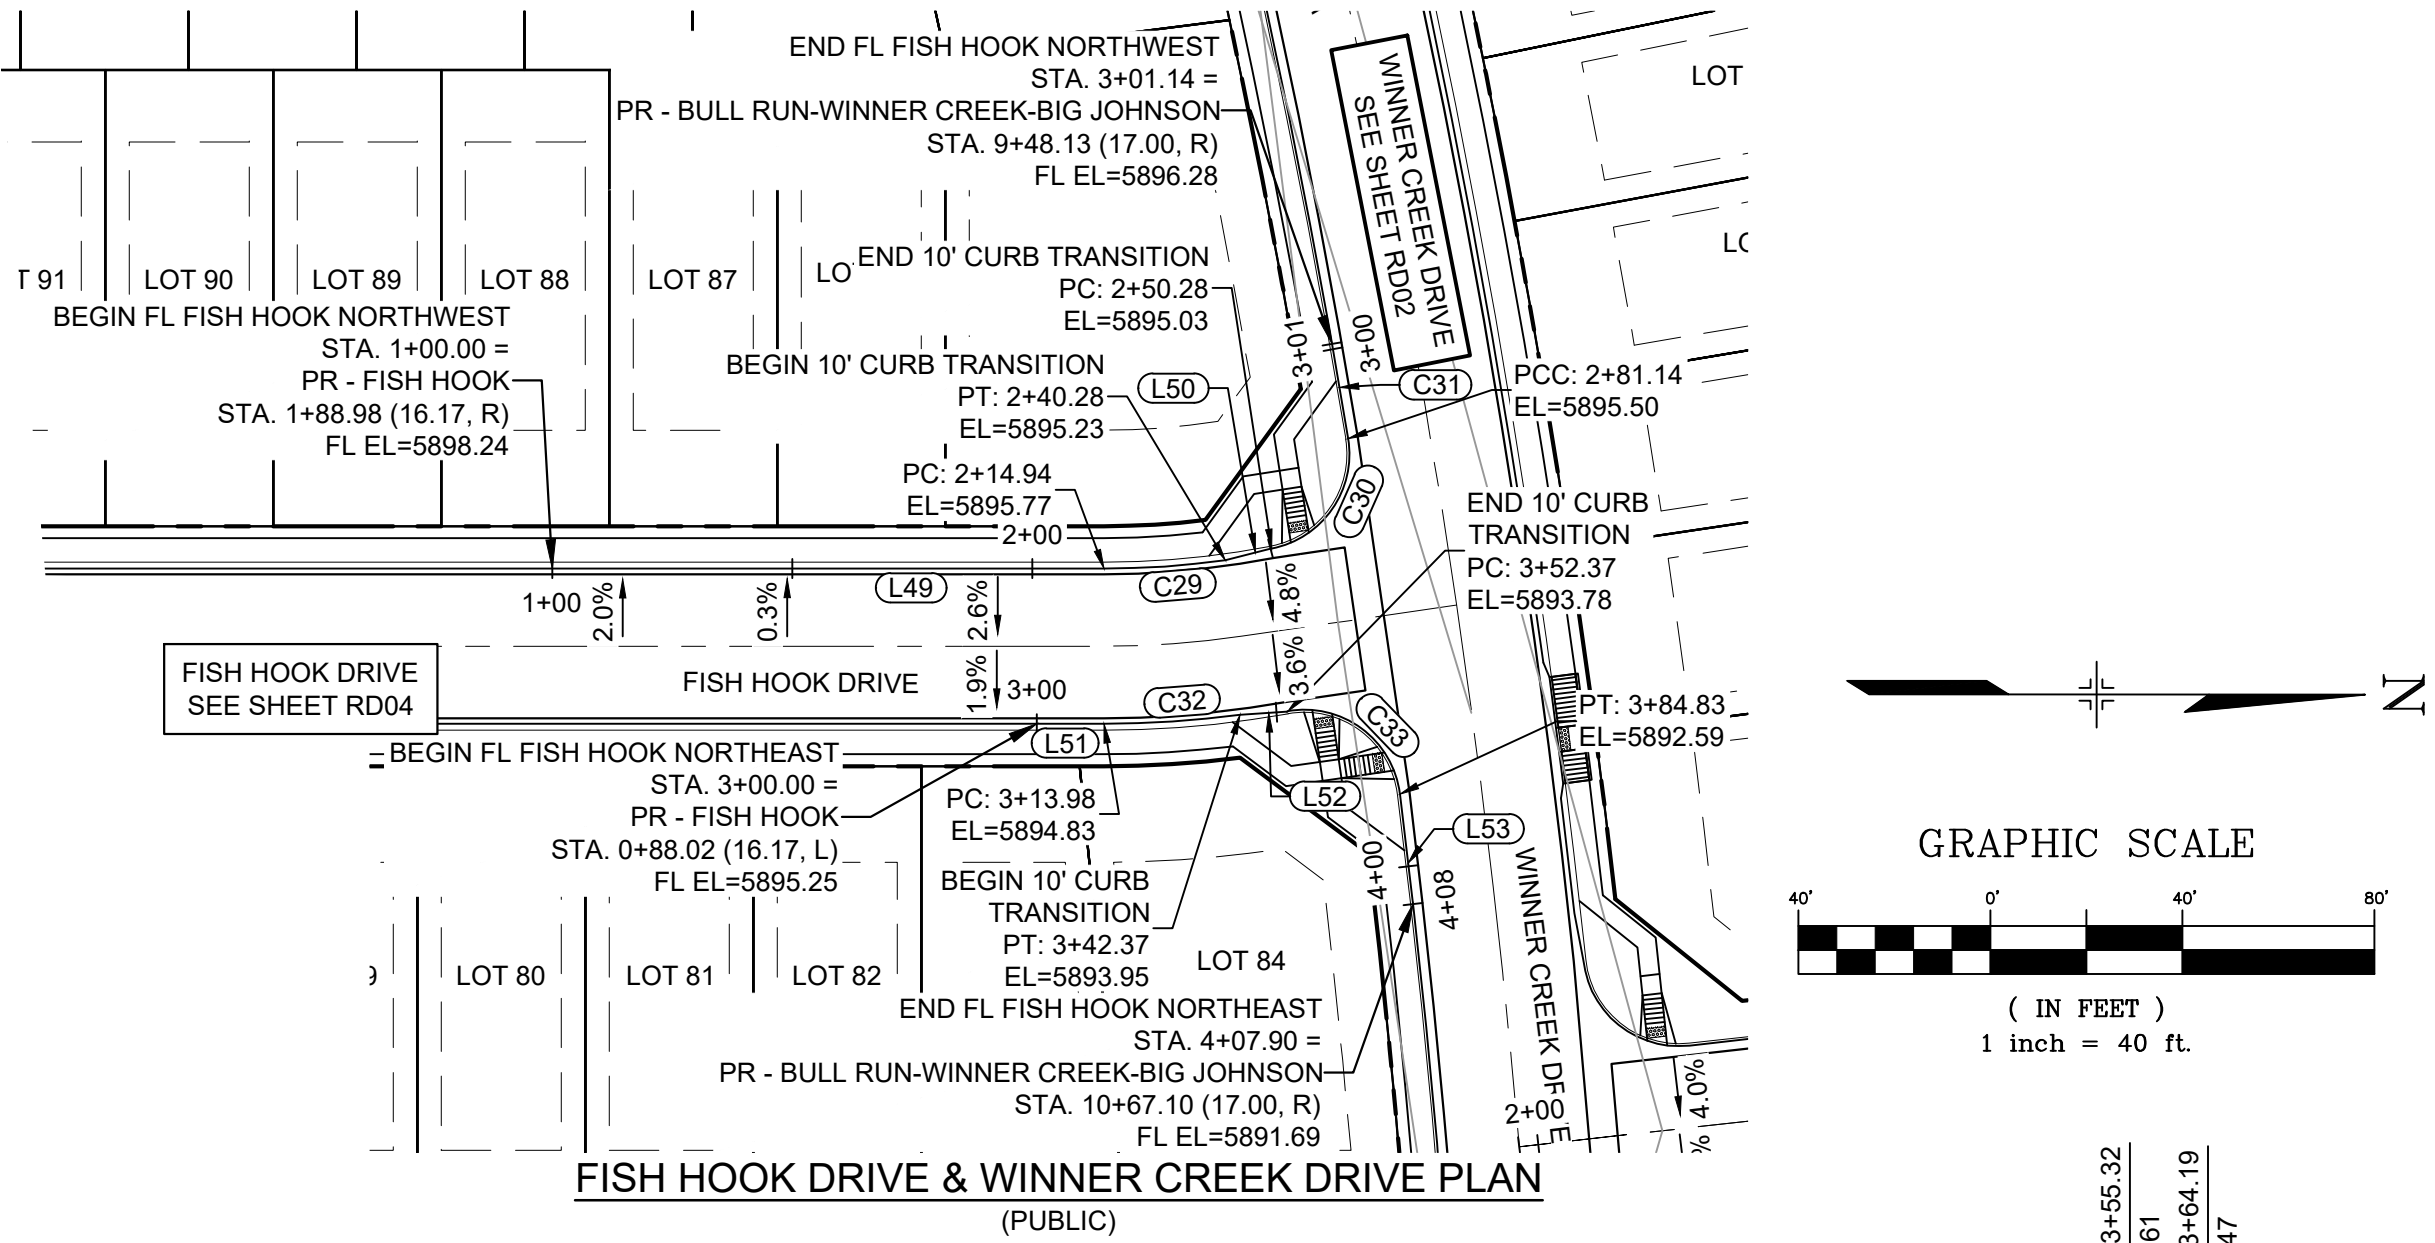 END FL FISH HOOK NORTHWEST
STA. 3+01.14 =
PR - BULL RUN-WINNER CREEK-BIG JOHNSON
STA. 9+48.13 (17.00, R)
FL EL=5896.28
WINNER CREEK DRIVE
SEE SHEET RD02
LOT
END 10' CURB TRANSITION
PC: 2+50.28
EL=5895.03
T 91
LOT 90
LOT 89
LOT 88
LOT 87
LO
BEGIN FL FISH HOOK NORTHWEST
STA. 1+00.00 =
PR - FISH HOOK
STA. 1+88.98 (16.17, R)
FL EL=5898.24
BEGIN 10' CURB TRANSITION
PT: 2+40.28
EL=5895.23
L50
3+01
3+00
C31
PCC: 2+81.14
EL=5895.50
PC: 2+14.94
EL=5895.77
2+00
C30
END 10' CURB
TRANSITION
PC: 3+52.37
EL=5893.78
1+00
2.0%
0.3%
L49
2.6%
C29
4.8%
FISH HOOK DRIVE
SEE SHEET RD04
FISH HOOK DRIVE
1.9%
3+00
C32
3.6%
C33
PT: 3+84.83
EL=5892.59
N
BEGIN FL FISH HOOK NORTHEAST
STA. 3+00.00 =
PR - FISH HOOK
STA. 0+88.02 (16.17, L)
FL EL=5895.25
L51
PC: 3+13.98
EL=5894.83
L52
L53
4+00
4+08
BEGIN 10' CURB
TRANSITION
PT: 3+42.37
EL=5893.95
9
LOT 80
LOT 81
LOT 82
LOT 84
WINNER CREEK DRIVE
END FL FISH HOOK NORTHEAST
STA. 4+07.90 =
PR - BULL RUN-WINNER CREEK-BIG JOHNSON
STA. 10+67.10 (17.00, R)
FL EL=5891.69
2+00
4.0%
%
GRAPHIC SCALE
40' 0' 40' 80'
( IN FEET )
1 inch = 40 ft.
FISH HOOK DRIVE & WINNER CREEK DRIVE PLAN
(PUBLIC)
3+55.32
61
3+64.19
47